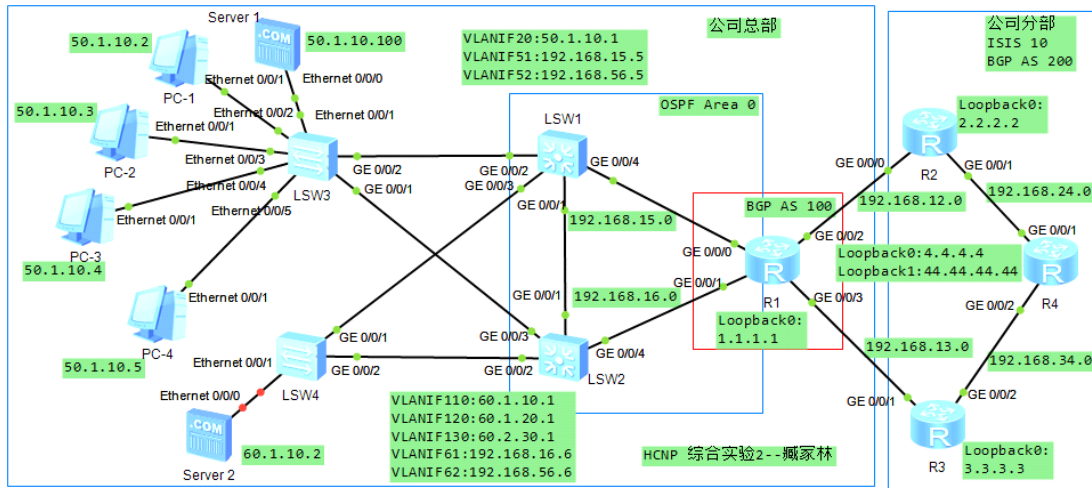 Server 1
公司总部
公司分部
ISIS 10
BGP AS 200
50.1.10.2
50.1.10.100
VLANIF20:50.1.10.1
VLANIF51:192.168.15.5
VLANIF52:192.168.56.5
Ethernet 0/0/1
Ethernet 0/0/0
PC-1
Ethernet 0/0/2
Ethernet 0/0/1
50.1.10.3
Ethernet 0/0/1
OSPF Area 0
LSW1
Loopback0:
2.2.2.2
Ethernet 0/0/3
PC-2
GE 0/0/2
GE 0/0/2
GE 0/0/4
GE 0/0/0
GE 0/0/1
Ethernet 0/0/4
LSW3
GE 0/0/1
GE 0/0/3
R2
Ethernet 0/0/1
Ethernet 0/0/5
GE 0/0/1
192.168.24.0
BGP AS 100
192.168.12.0
PC-3
192.168.15.0
GE 0/0/2
GE 0/0/1
50.1.10.4
GE 0/0/0
Loopback0:4.4.4.4
Loopback1:44.44.44.44
Ethernet 0/0/1
GE 0/0/1
192.168.16.0
GE 0/0/1
R1
R4
GE 0/0/3
GE 0/0/2
PC-4
Loopback0:
1.1.1.1
GE 0/0/1
GE 0/0/3
GE 0/0/4
192.168.13.0
50.1.10.5
Ethernet 0/0/1
GE 0/0/2
GE 0/0/2
LSW2
192.168.34.0
Ethernet 0/0/0
LSW4
GE 0/0/1
GE 0/0/2
VLANIF110:60.1.10.1
VLANIF120:60.1.20.1
VLANIF130:60.2.30.1
VLANIF61:192.168.16.6
VLANIF62:192.168.56.6
Server 2
60.1.10.2
HCNP 综合实验2--臧冢林
R3
Loopback0:
3.3.3.3